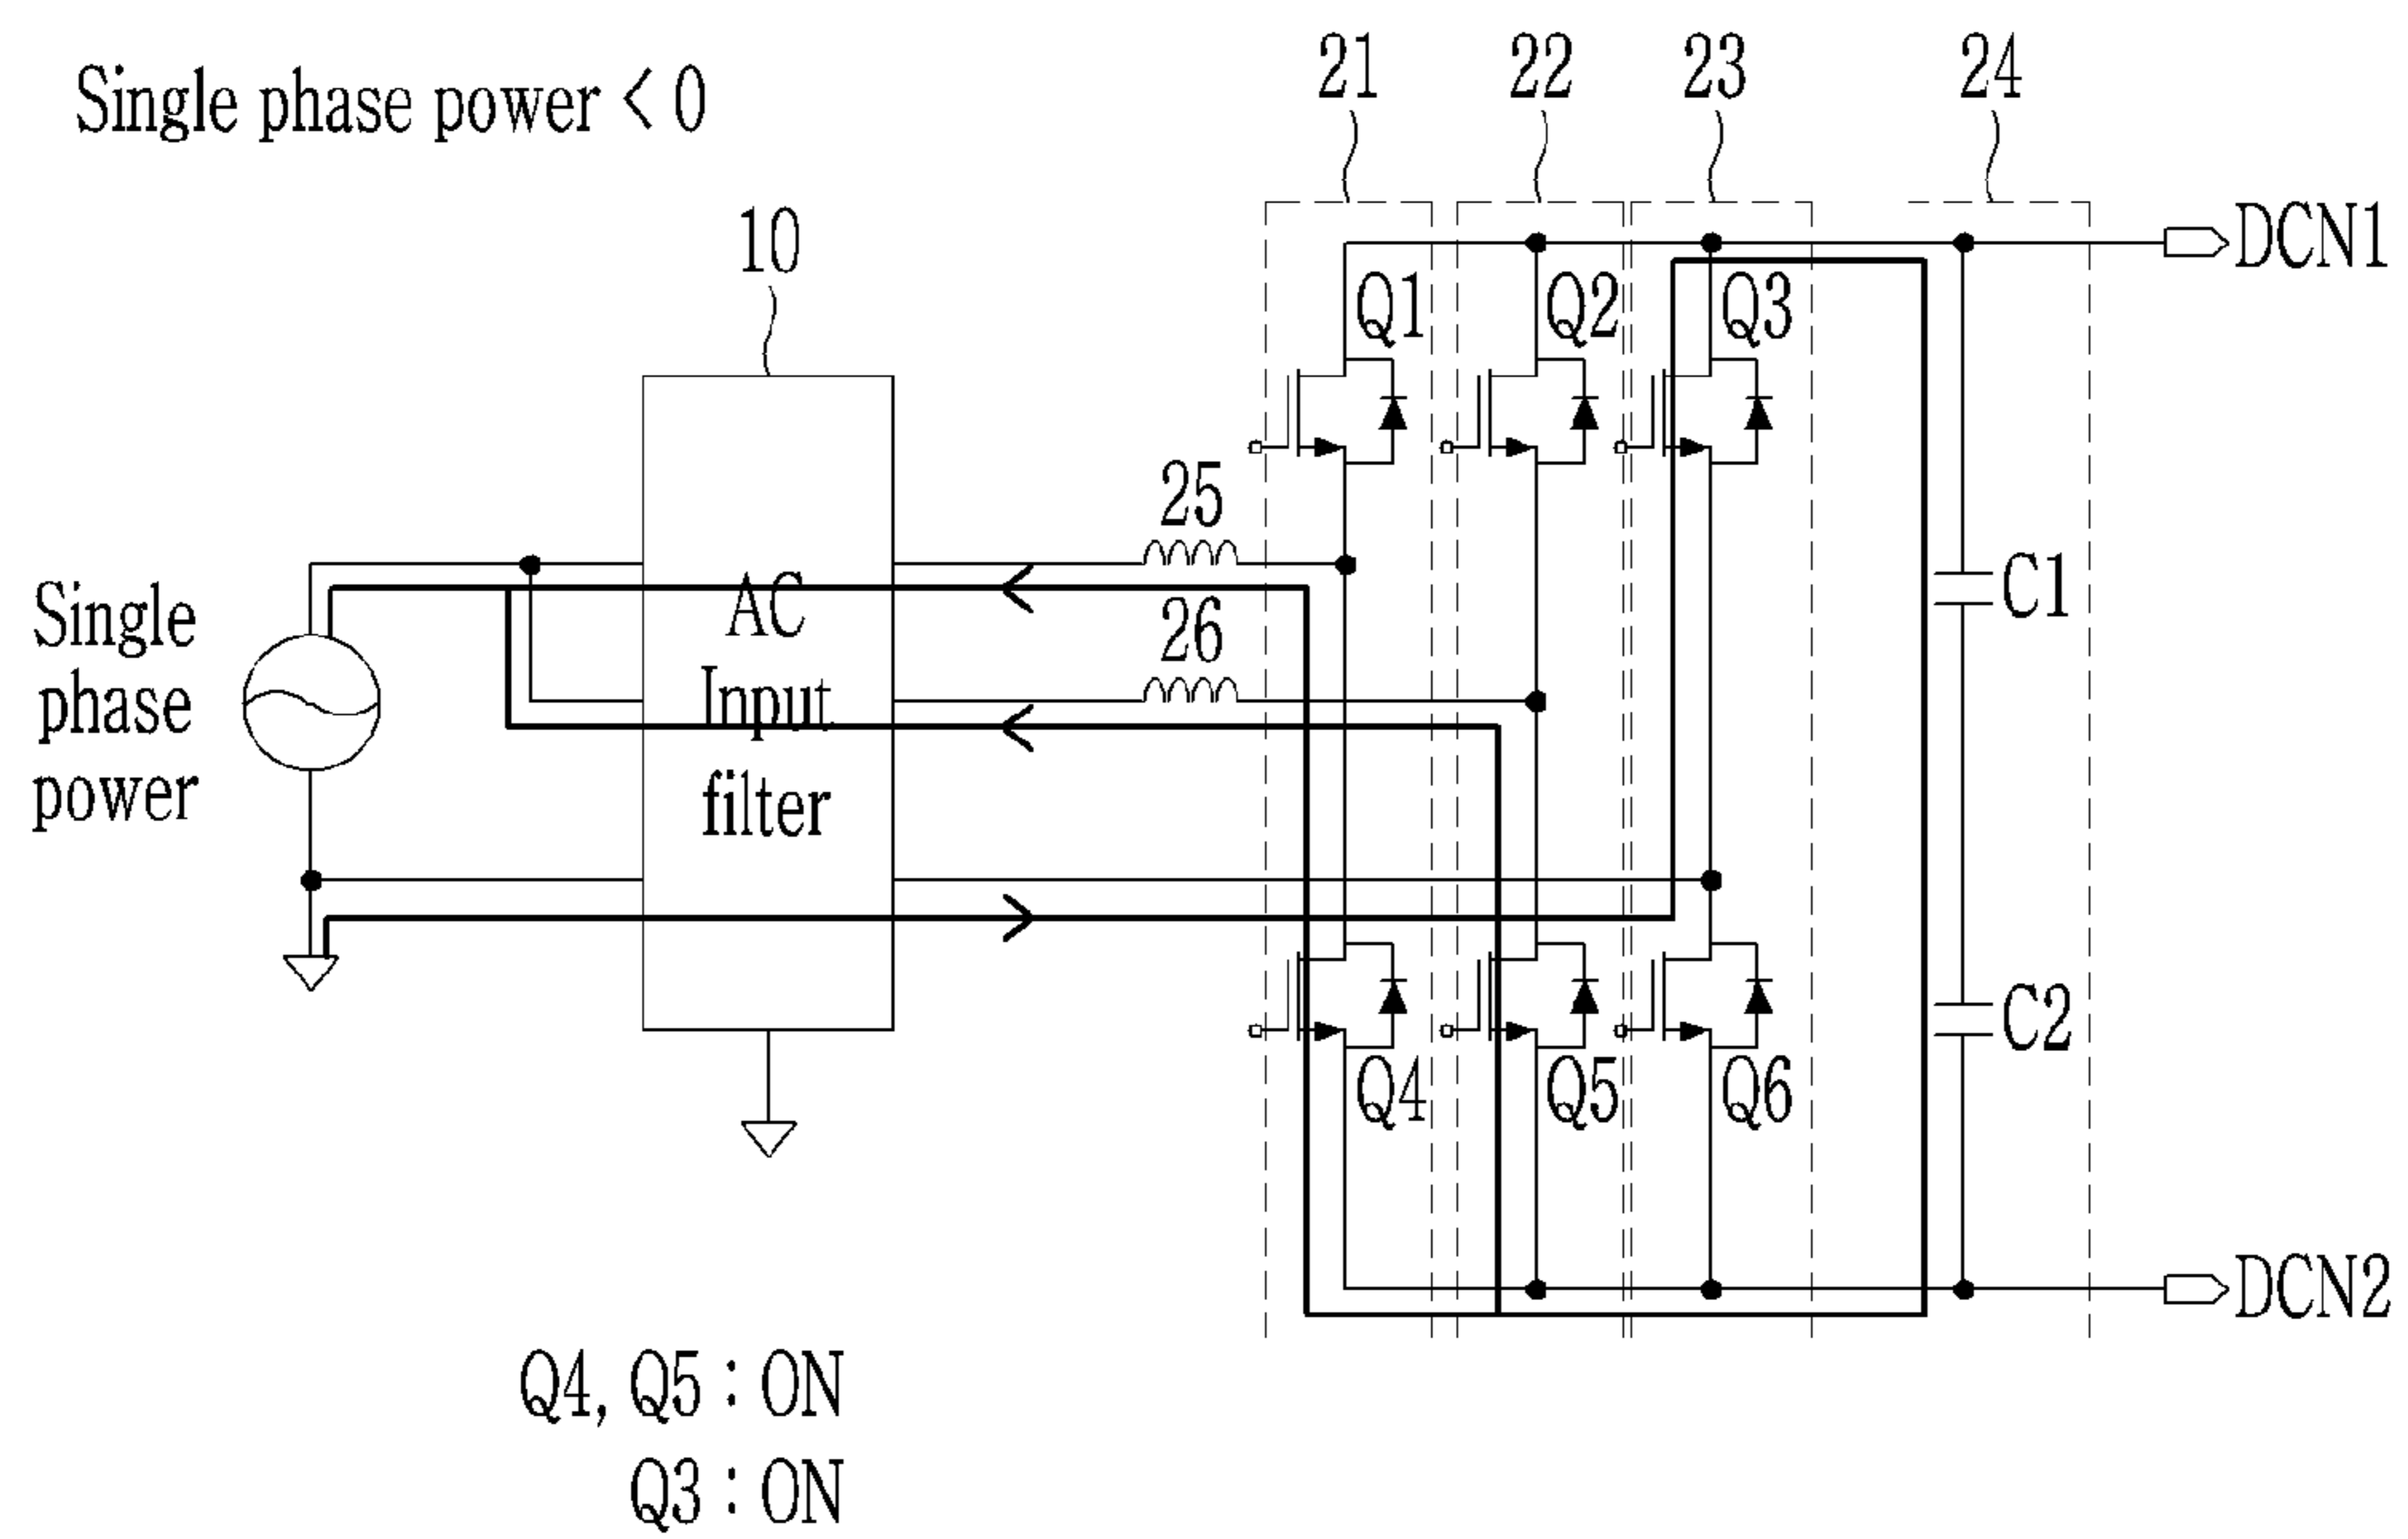 Single phase power < 0
21
22
23
24
10
DCN1
Q1
Q2
Q3
25
26
AC
Input
filter
Single
phase
power
C1
C2
Q4
Q5
Q6
DCN2
Q4, Q5 : ON
Q3 : ON